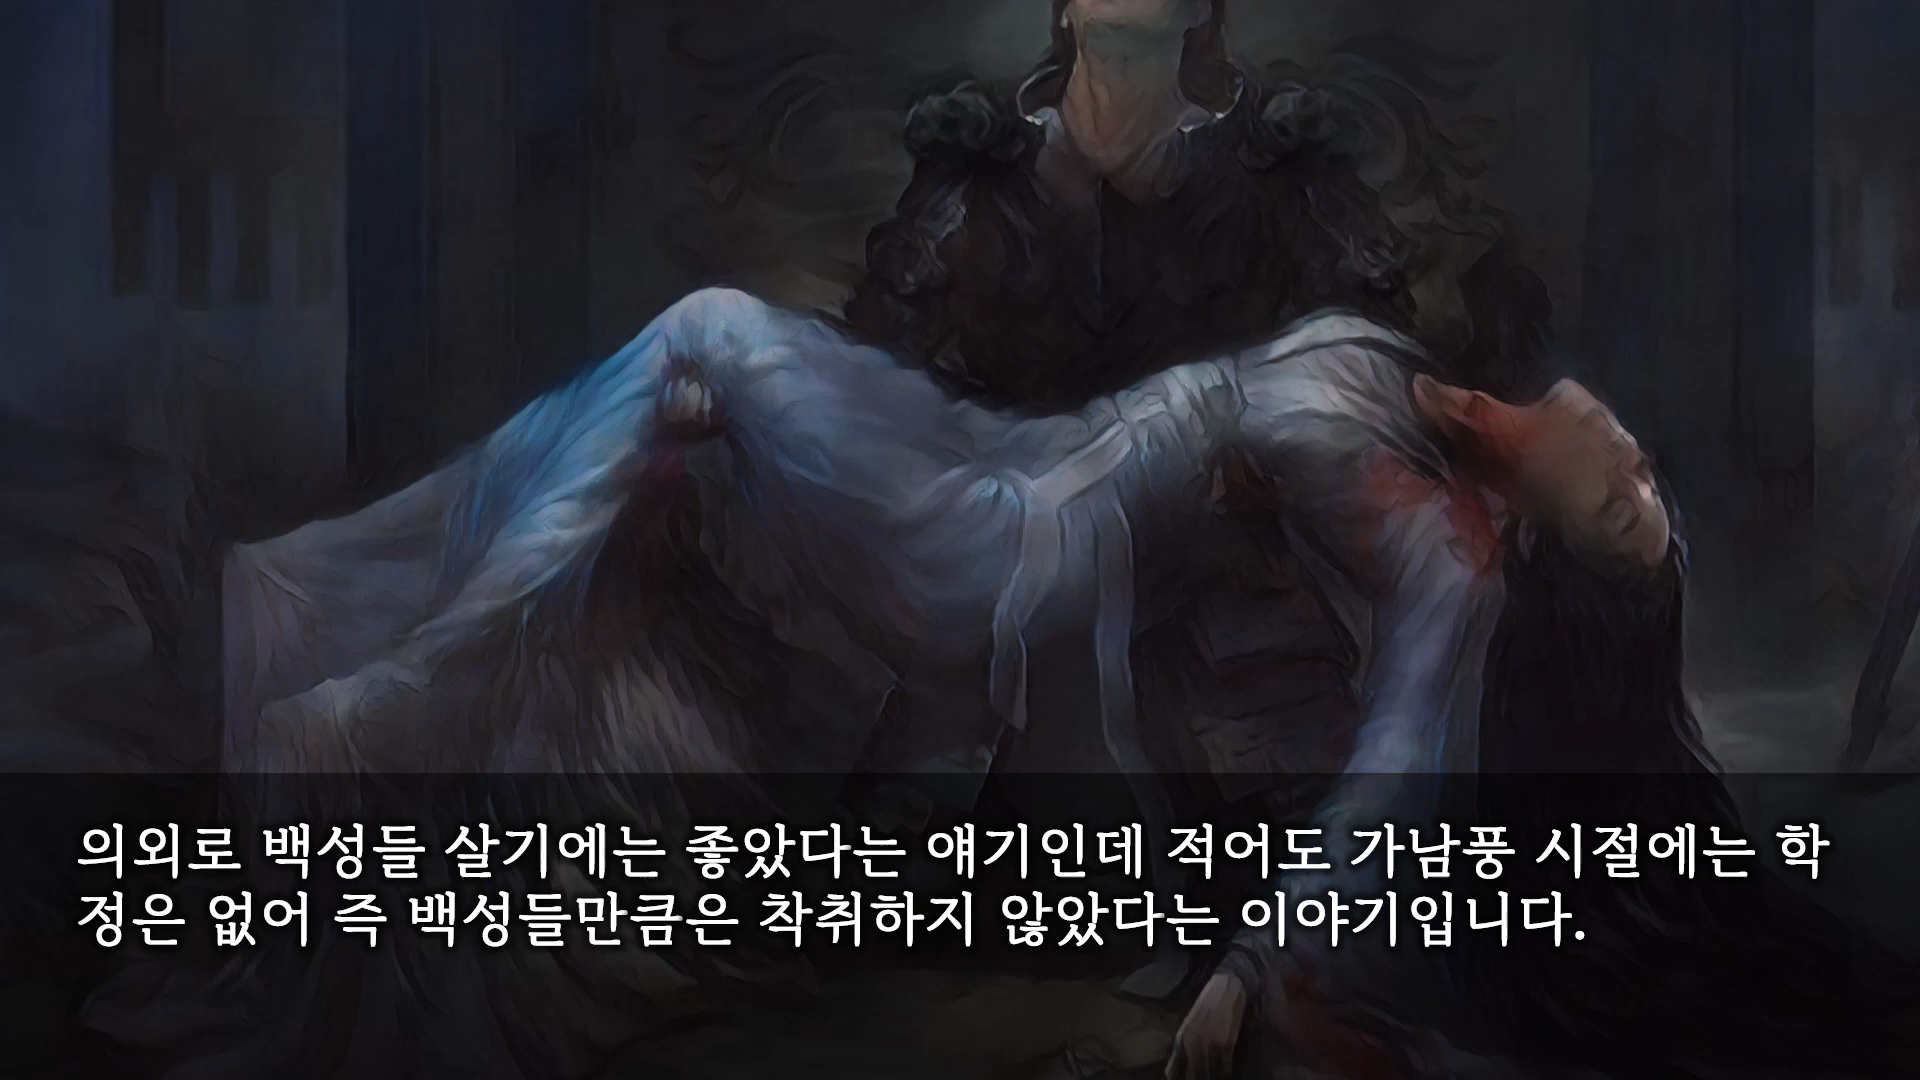 의외로 백성들 살기에는 좋았다는 얘기인데 적어도 가남풍 시절에는 학
정은 없어 즉 백성들만큼은 착취하지 않았다는 이야기입니다.